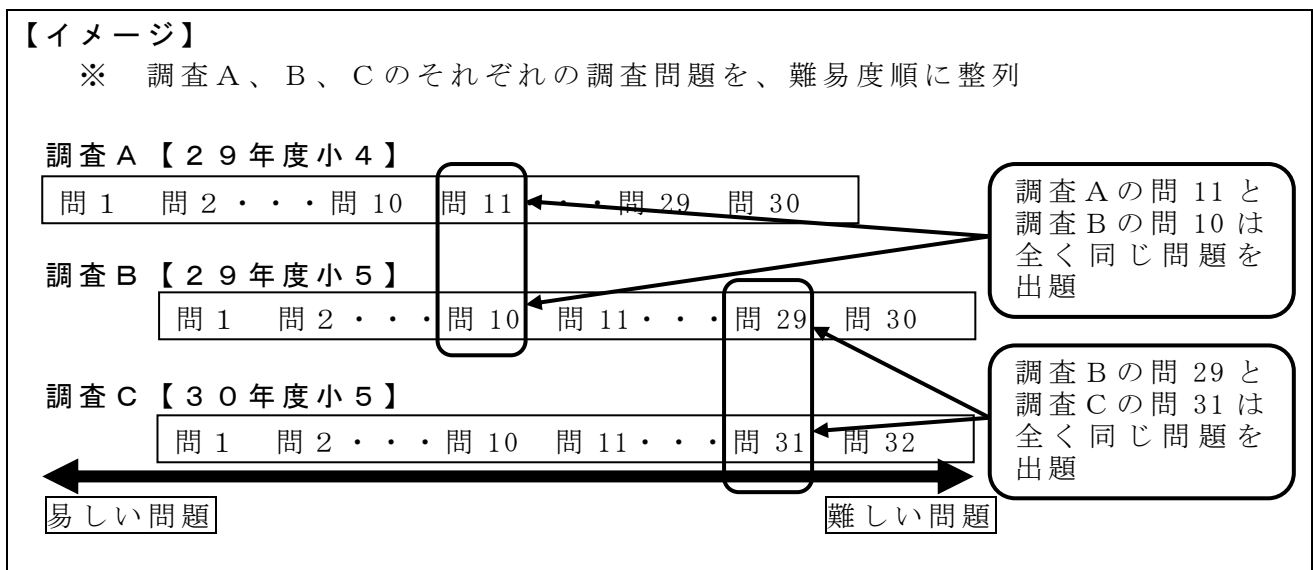 【イメージ】
※　調査A、B、Cのそれぞれの調査問題を、難易度順に整列
調査A【29年度小4】
問1　問2・・・問10　問11・・・問29　問30
調査Aの問11と
調査Bの問10は
全く同じ問題を
出題
調査B【29年度小5】
問1　問2・・・問10　問11・・・問29　問30
調査C【30年度小5】
問1　問2・・・問10　問11・・・問31　問32
調査Bの問29と
調査Cの問31は
全く同じ問題を
出題
易しい問題
難しい問題